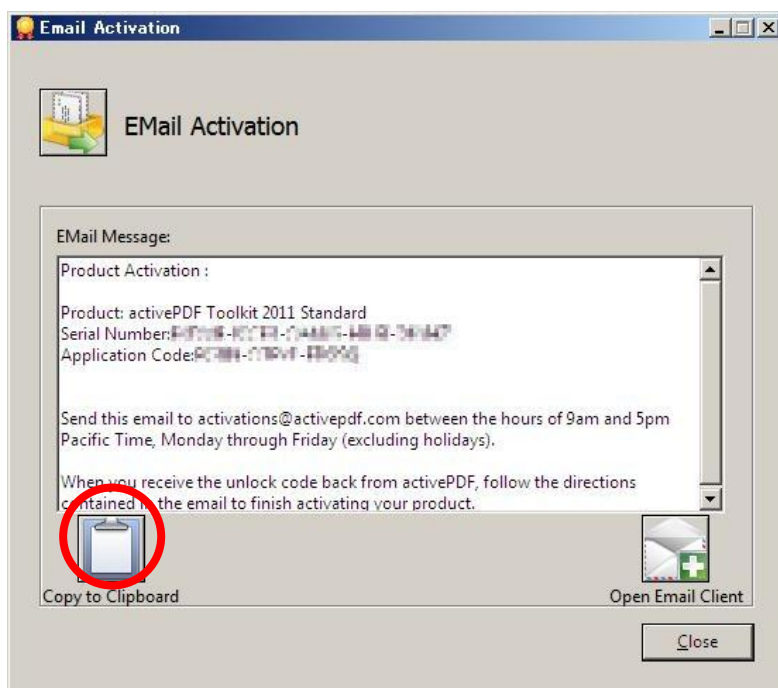 Email Activation
EMail Activation
EMail Message:
Product Activation :
Product: activePDF Toolkit 2011 Standard
Serial Number:
Application Code:
Send this email to activations@activepdf.com between the hours of 9am and 5pm
Pacific Time, Monday through Friday (excluding holidays).
When you receive the unlock code back from activePDF, follow the directions
contained in the email to finish activating your product.
Copy to Clipboard
Open Email Client
Close